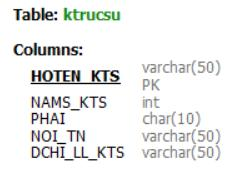 Table: ktrucsu
Columns:
HOTEN_KTS varchar(50)
PK
NAMS_KTS int
PHAI char(10)
NOI_TN varchar(50)
DCHI_LL_KTS varchar(50)